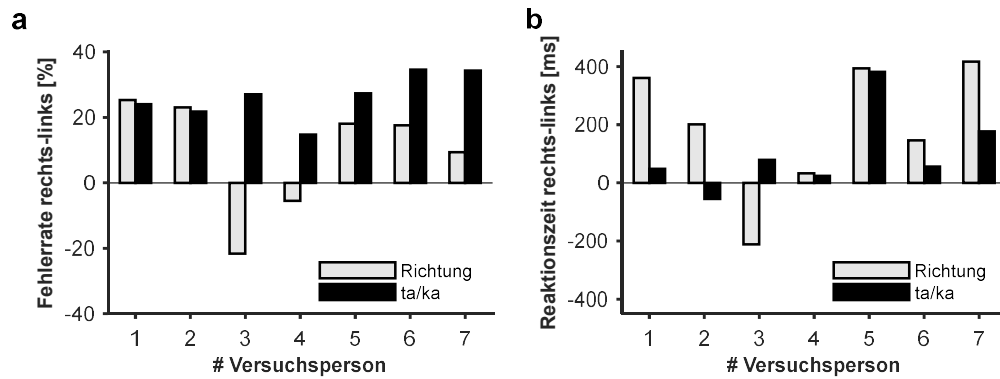 a
Fehlerrate rechts-links [%]
40
20
0
-20
-40
Richtung
ta/ka
1 2 3 4 5 6 7
# Versuchsperson
b
Reaktionszeit rechts-links [ms]
400
200
0
-200
-400
Richtung
ta/ka
1 2 3 4 5 6 7
# Versuchsperson